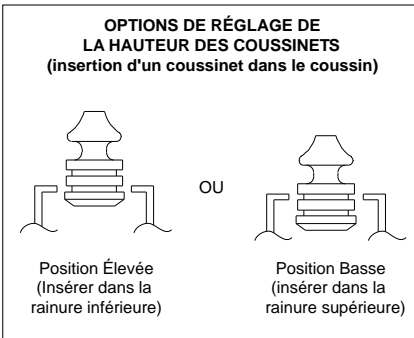 OPTIONS DE RÉGLAGE DE
LA HAUTEUR DES COUSSINETS
(insertion d'un coussinet dans le coussin)
OU
Position Élevée
(Insérer dans la
rainure inférieure)
Position Basse
(insérer dans la
rainure supérieure)